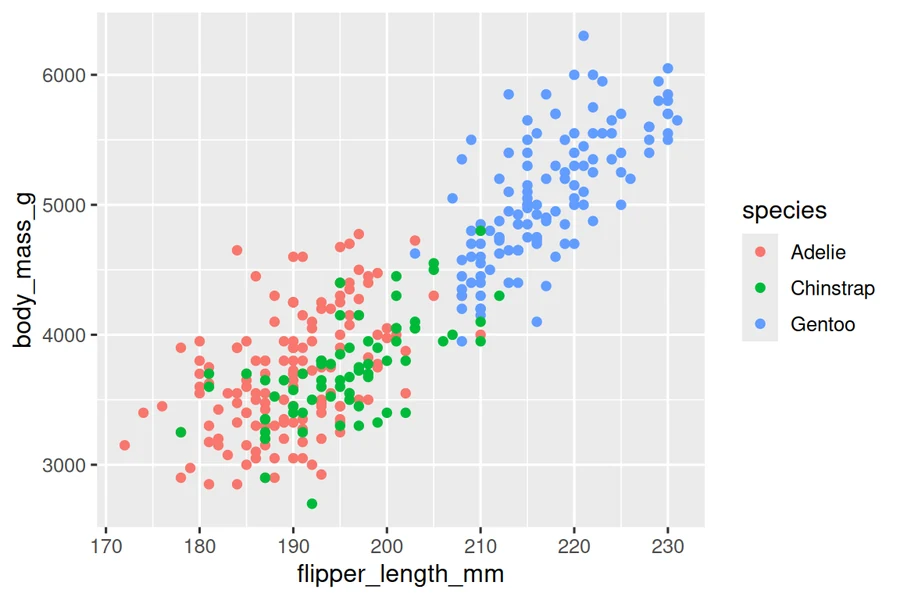 6000
5000
4000
3000
body_mass_g
170 180 190 200 210 220 230
flipper_length_mm
species
Adelie
Chinstrap
Gentoo